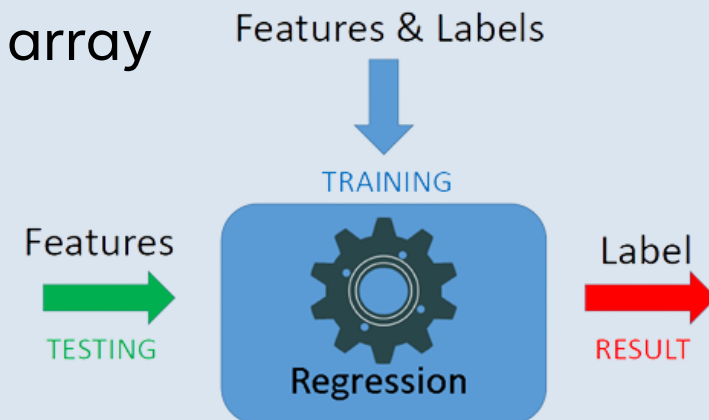 array
Features & Labels
TRAINING
Features
TESTING
Regression
Label
RESULT